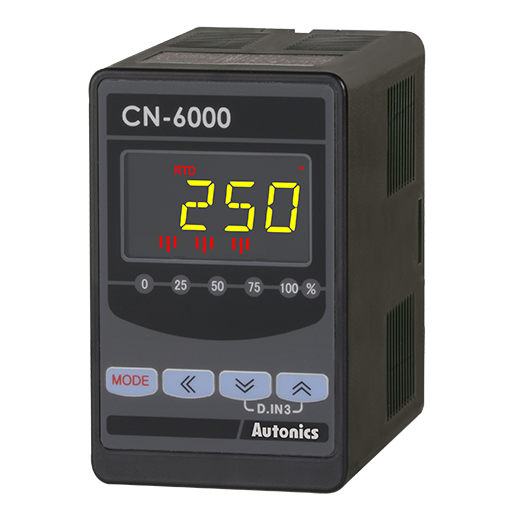 CN-6000
RTD
250
0 25 50 75 100 %
MODE
D.IN3
Autonics